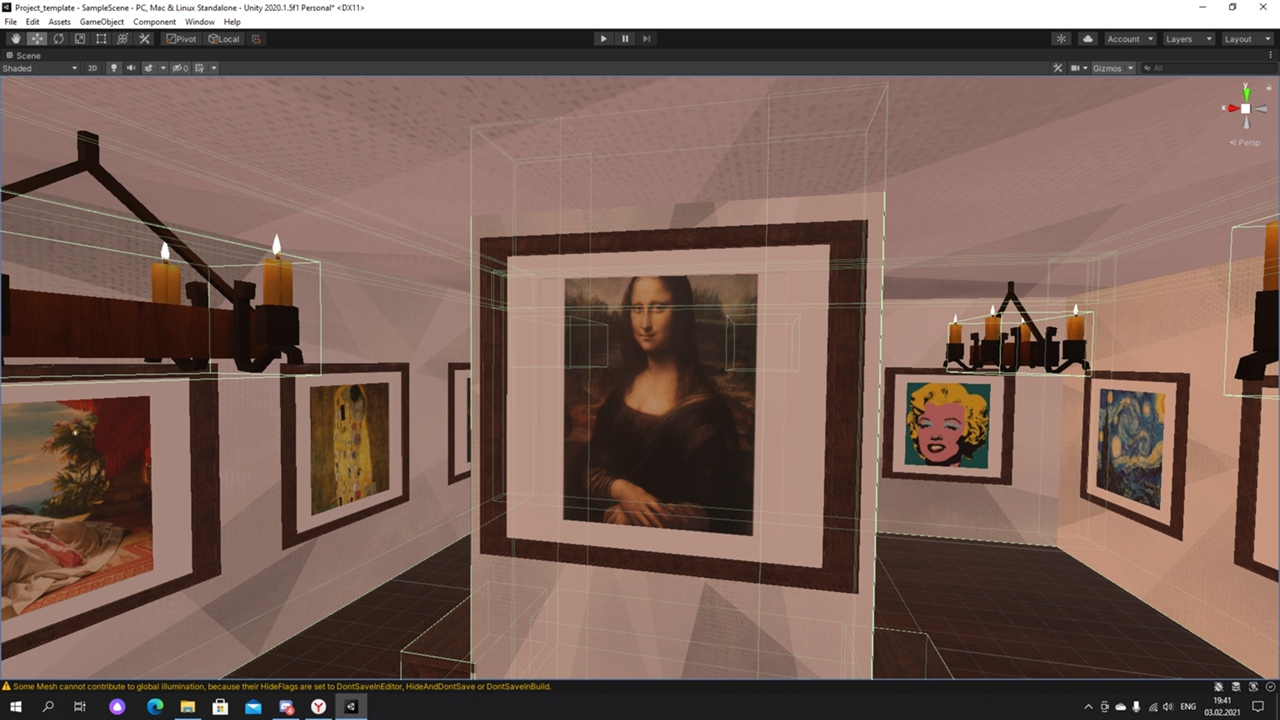 Project_template - SampleScene - PC, Mac & Linux Standalone - Unity 2020.1.5f1 Personal* <DX11>
File Edit Assets GameObject Component Window Help
Pivot Local Account Layers Layout
Scene
Shaded 2D 0 Gizmos All
y
x
Persp
Some Mesh cannot contribute to global illumination, because their HideFlags are set to DontSaveInEditor, HideAndDontSave or DontSaveInBuild.
19:41
ENG
03.02.2021